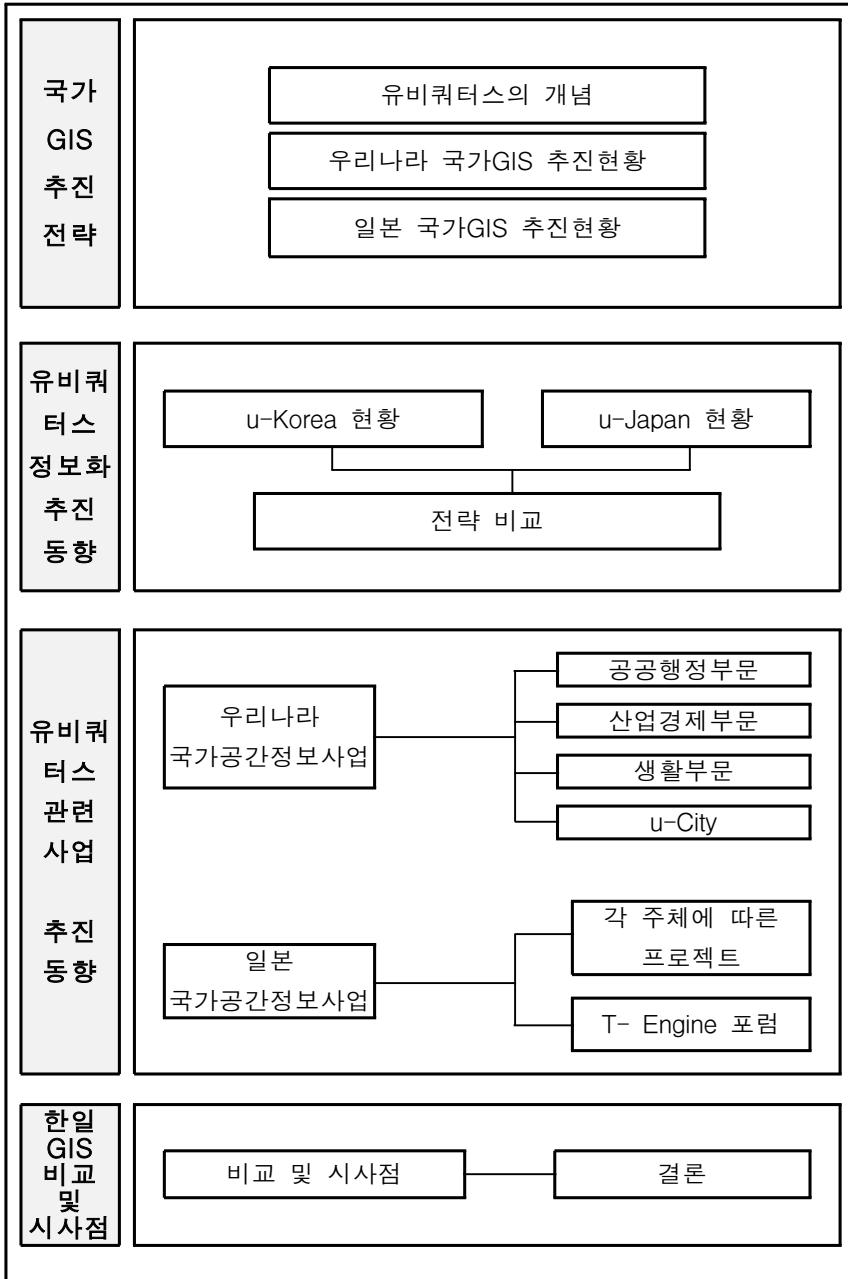 국가
GIS
추진
전략
유비쿼터스의 개념
우리나라 국가GIS 추진현황
일본 국가GIS 추진현황
유비쿼
터스
정보화
추진
동향
u-Korea 현황
u-Japan 현황
전략 비교
유비쿼
터스
관련
사업
추진
동향
우리나라
국가공간정보사업
공공행정부문
산업경제부문
생활부문
u-City
일본
국가공간정보사업
각 주체에 따른
프로젝트
T- Engine 포럼
한일
GIS
비교
및
시사점
비교 및 시사점
결론